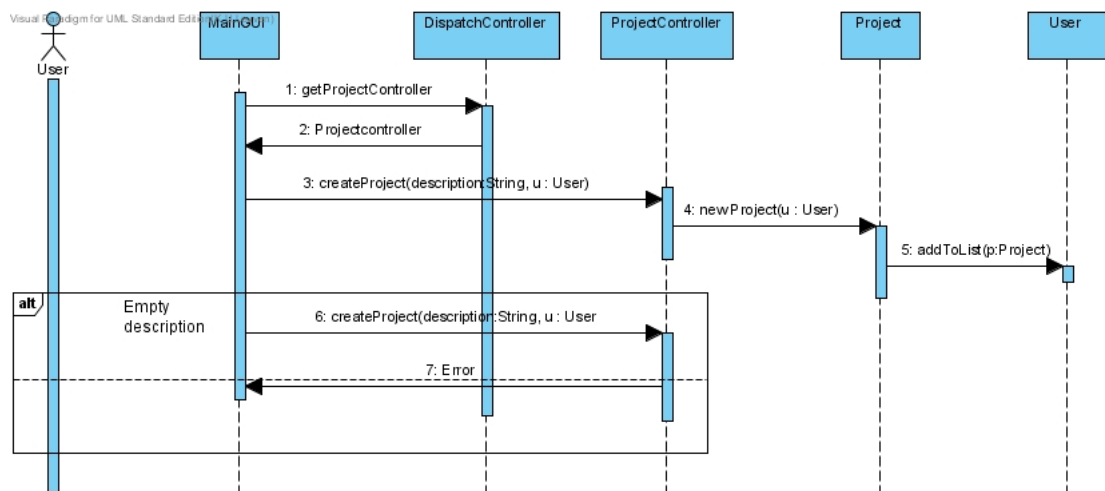 Visual Paradigm for UML Standard Edition
MainGUI
DispatchController
ProjectController
Project
User
User
1: getProjectController
2: Projectcontroller
3: createProject(description:String, u : User)
4: newProject(u : User)
5: addToList(p:Project)
alt
Empty
description
6: createProject(description:String, u : User
7: Error